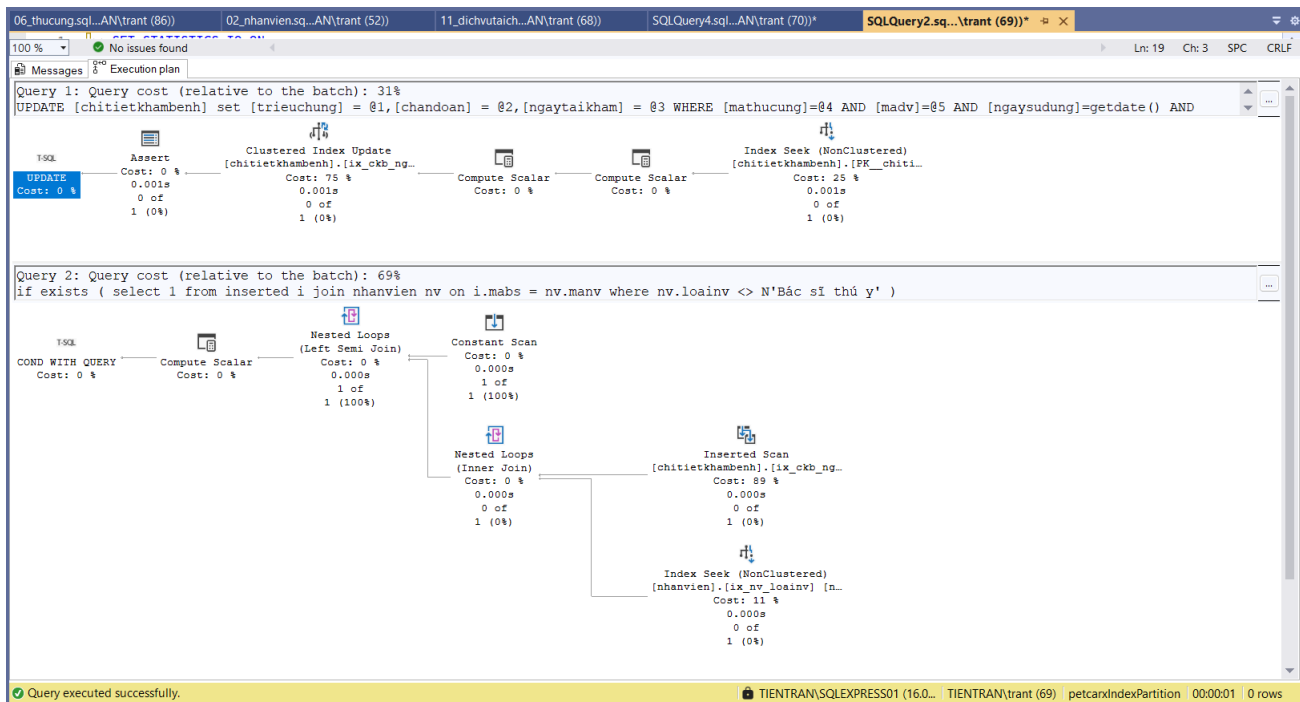 06_thucung.sql...AN\trant (86))
02_nhanvien.sq...AN\trant (52))
11_dichvutaich...AN\trant (68))
SQLQuery4.sql...AN\trant (70))*
SQLQuery2.sq...\trant (69))*
SET STATISTICS IO ON
100 %
No issues found
Ln: 19 Ch: 3 SPC CRLF
Messages
Execution plan
Query 1: Query cost (relative to the batch): 31%
UPDATE [chitietkhambenh] set [trieuchung] = @1,[chandoan] = @2,[ngaytaikham] = @3 WHERE [mathucung]=@4 AND [madv]=@5 AND [ngaysudung]=getdate() AND
...
T-SQL
UPDATE
Cost: 0 %
Assert
Cost: 0 %
0.001s
0 of
1 (0%)
Clustered Index Update
[chitietkhambenh].[ix_ckb_ng…
Cost: 75 %
0.001s
0 of
1 (0%)
Compute Scalar
Cost: 0 %
Compute Scalar
Cost: 0 %
Index Seek (NonClustered)
[chitietkhambenh].[PK__chiti…
Cost: 25 %
0.001s
0 of
1 (0%)
Query 2: Query cost (relative to the batch): 69%
if exists ( select 1 from inserted i join nhanvien nv on i.mabs = nv.manv where nv.loainv <> N'Bác sĩ thú y' )
...
T-SQL
COND WITH QUERY
Cost: 0 %
Compute Scalar
Cost: 0 %
Nested Loops
(Left Semi Join)
Cost: 0 %
0.000s
1 of
1 (100%)
Constant Scan
Cost: 0 %
0.000s
1 of
1 (100%)
Nested Loops
(Inner Join)
Cost: 0 %
0.000s
0 of
1 (0%)
Inserted Scan
[chitietkhambenh].[ix_ckb_ng…
Cost: 89 %
0.000s
0 of
1 (0%)
Index Seek (NonClustered)
[nhanvien].[ix_nv_loainv] [n…
Cost: 11 %
0.000s
0 of
1 (0%)
Query executed successfully.
TIENTRAN\SQLEXPRESS01 (16.0...
TIENTRAN\trant (69)
petcarxIndexPartition
00:00:01
0 rows